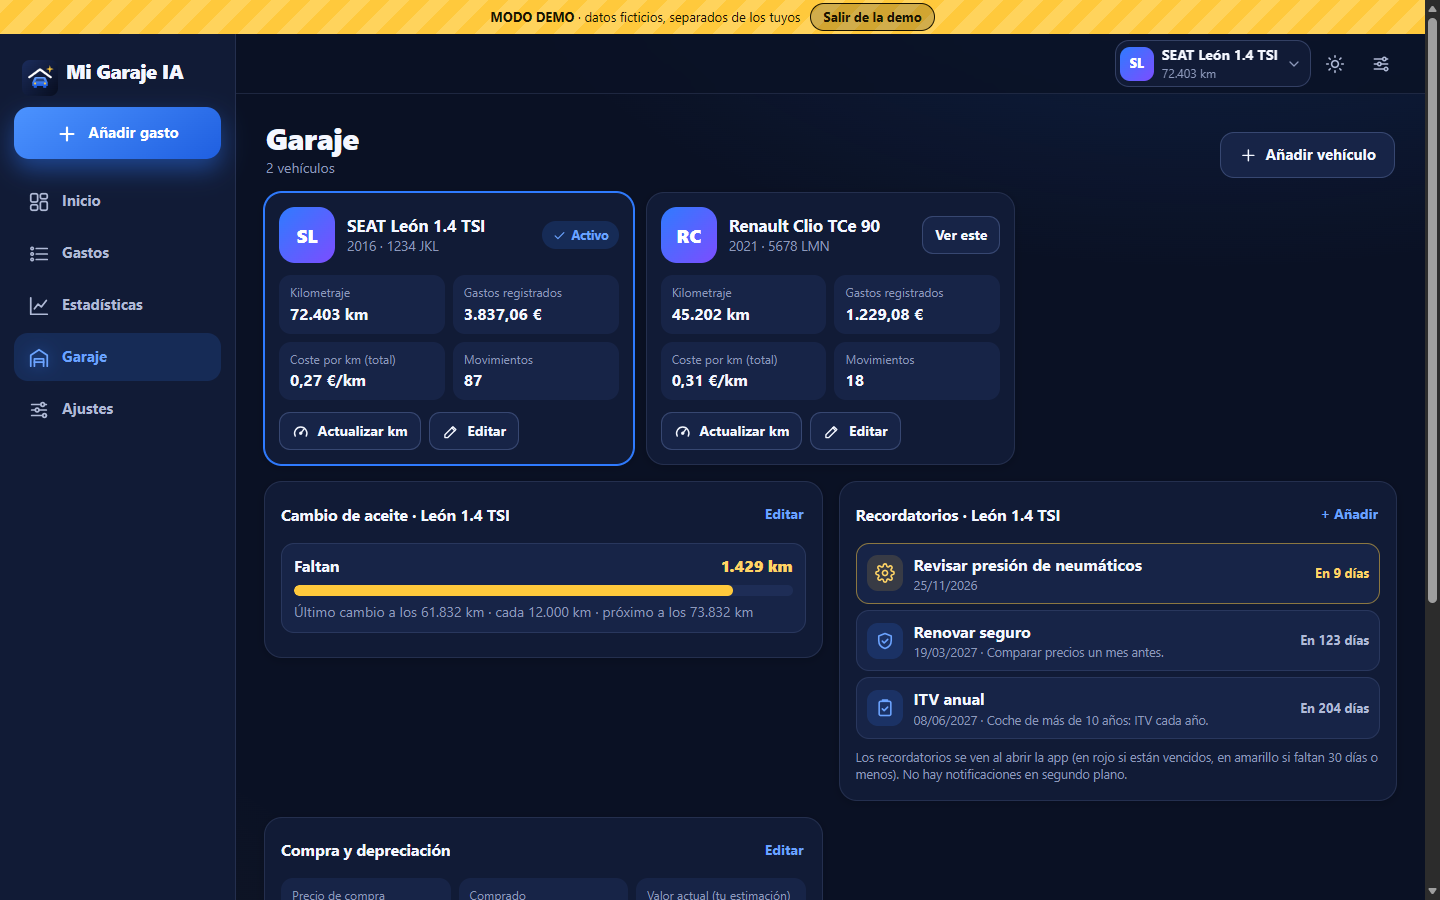 MODO DEMO · datos ficticios, separados de los tuyos
Salir de la demo
Mi Garaje IA
SL
SEAT León 1.4 TSI
72.403 km
Añadir gasto
Inicio
Gastos
Estadísticas
Garaje
Ajustes
Garaje
2 vehículos
+ Añadir vehículo
SL
SEAT León 1.4 TSI
2016 · 1234 JKL
Activo
Kilometraje
72.403 km
Gastos registrados
3.837,06 €
Coste por km (total)
0,27 €/km
Movimientos
87
Actualizar km
Editar
RC
Renault Clio TCe 90
2021 · 5678 LMN
Ver este
Kilometraje
45.202 km
Gastos registrados
1.229,08 €
Coste por km (total)
0,31 €/km
Movimientos
18
Actualizar km
Editar
Cambio de aceite · León 1.4 TSI
Editar
Faltan
1.429 km
Último cambio a los 61.832 km · cada 12.000 km · próximo a los 73.832 km
Recordatorios · León 1.4 TSI
+ Añadir
Revisar presión de neumáticos
25/11/2026
En 9 días
Renovar seguro
19/03/2027 · Comparar precios un mes antes.
En 123 días
ITV anual
08/06/2027 · Coche de más de 10 años: ITV cada año.
En 204 días
Los recordatorios se ven al abrir la app (en rojo si están vencidos, en amarillo si faltan 30 días o
menos). No hay notificaciones en segundo plano.
Compra y depreciación
Editar
Precio de compra
Comprado
Valor actual (tu estimación)